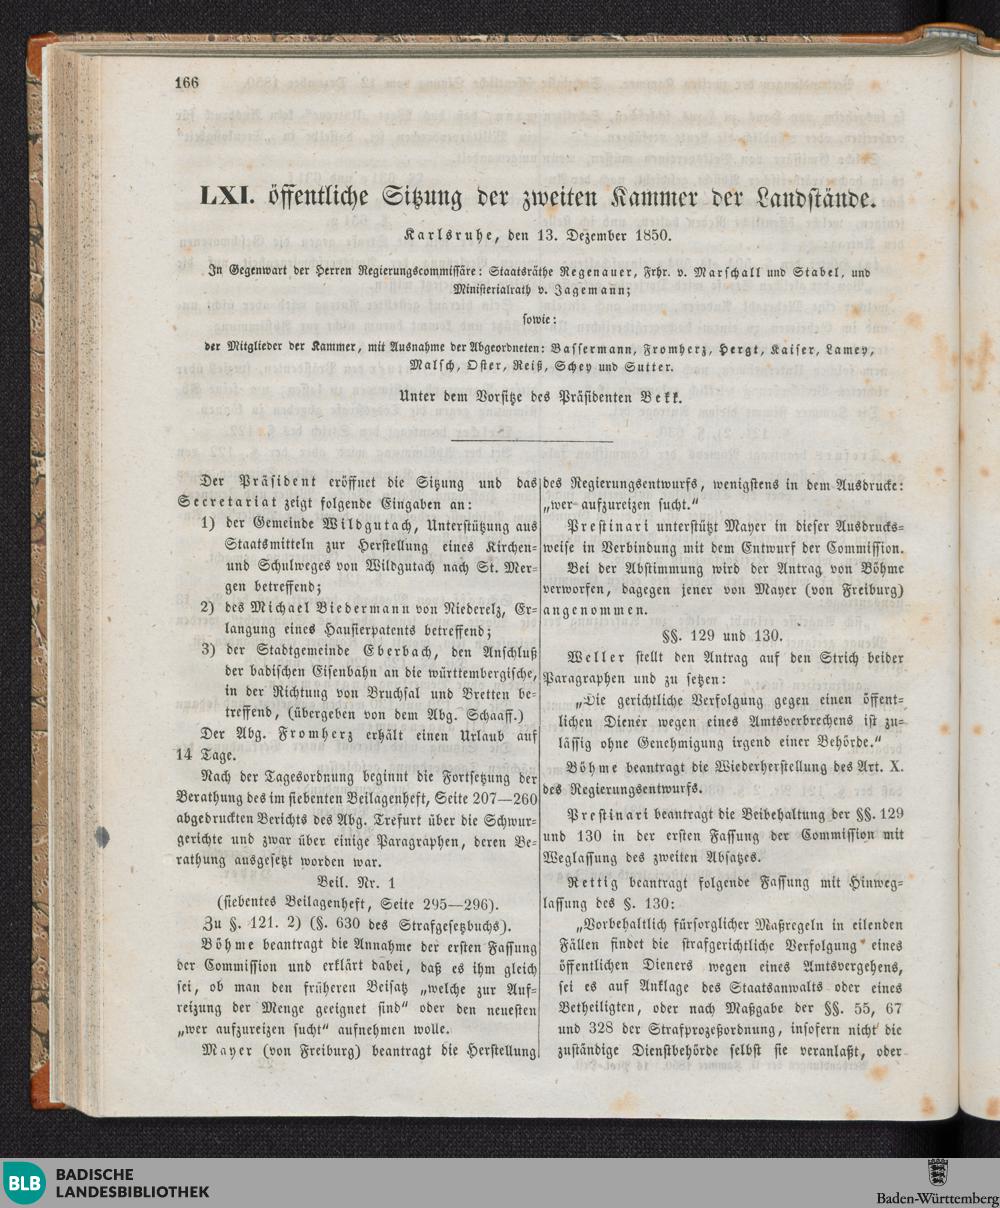 166
LXI. öffentliche Sitzung der zweiten Kammer der Landstände.
Karlsruhe, den 13. Dezember 1850.
In Gegenwart der Herren Regierungscommissäre: Staatsräthe Regenauer, Frhr. v. Marschall und Stabel, und
Ministerialrath v. Jagemann;
sowie:
der Mitglieder der Kammer, mit Ausnahme der Abgeordneten: Bassermann, Fromherz, Hergt, Kaiser, Lamey,
Malsch, Oster, Reiß, Schey und Sutter.
Unter dem Vorsitze des Präsidenten Bekk.
Der Präsident eröffnet die Sitzung und das
Secretariat zeigt folgende Eingaben an:
1) der Gemeinde Wildgutach, Unterstützung aus
Staatsmitteln zur Herstellung eines Kirchen-
und Schulweges von Wildgutach nach St. Mer-
gen betreffend;
2) des Michael Biedermann von Niederelz, Er-
langung eines Hausierpatents betreffend;
3) der Stadtgemeinde Eberbach, den Anschluß
der badischen Eisenbahn an die württembergische,
in der Richtung von Bruchsal und Bretten be-
treffend, (übergeben von dem Abg. Schaaff.)
Der Abg. Fromherz erhält einen Urlaub auf
14 Tage.
Nach der Tagesordnung beginnt die Fortsetzung der
Berathung des im siebenten Beilagenheft, Seite 207—260
abgedruckten Berichts des Abg. Trefurt über die Schwur-
gerichte und zwar über einige Paragraphen, deren Be-
rathung ausgesetzt worden war.
Beil. Nr. 1
(siebentes Beilagenheft, Seite 295—296).
Zu §. 121. 2) (§. 630 des Strafgesetzbuchs).
Böhme beantragt die Annahme der ersten Fassung
der Commission und erklärt dabei, daß es ihm gleich
sei, ob man den früheren Beisatz „welche zur Auf-
reizung der Menge geeignet sind“ oder den neuesten
„wer aufzureizen sucht“ aufnehmen wolle.
Mayer (von Freiburg) beantragt die Herstellung
des Regierungsentwurfs, wenigstens in dem Ausdrucke:
„wer aufzureizen sucht.“
Prestinari unterstützt Mayer in dieser Ausdrucks-
weise in Verbindung mit dem Entwurf der Commission.
Bei der Abstimmung wird der Antrag von Böhme
verworfen, dagegen jener von Mayer (von Freiburg)
angenommen.
§§. 129 und 130.
Weller stellt den Antrag auf den Strich beider
Paragraphen und zu setzen:
„Die gerichtliche Verfolgung gegen einen öffent-
lichen Diener wegen eines Amtsverbrechens ist zu-
lässig ohne Genehmigung irgend einer Behörde.“
Böhme beantragt die Wiederherstellung des Art. X.
des Regierungsentwurfs.
Prestinari beantragt die Beibehaltung der §§. 129
und 130 in der ersten Fassung der Commission mit
Weglassung des zweiten Absatzes.
Rettig beantragt folgende Fassung mit Hinweg-
lassung des §. 130:
„Vorbehaltlich fürsorglicher Maßregeln in eilenden
Fällen findet die strafgerichtliche Verfolgung eines
öffentlichen Dieners wegen eines Amtsvergehens,
sei es auf Anklage des Staatsanwalts oder eines
Betheiligten, oder nach Maßgabe der §§. 55, 67
und 328 der Strafprozeßordnung, insofern nicht die
zuständige Dienstbehörde selbst sie veranlaßt, oder
BLB
BADISCHE
LANDESBIBLIOTHEK
Baden-Württemberg